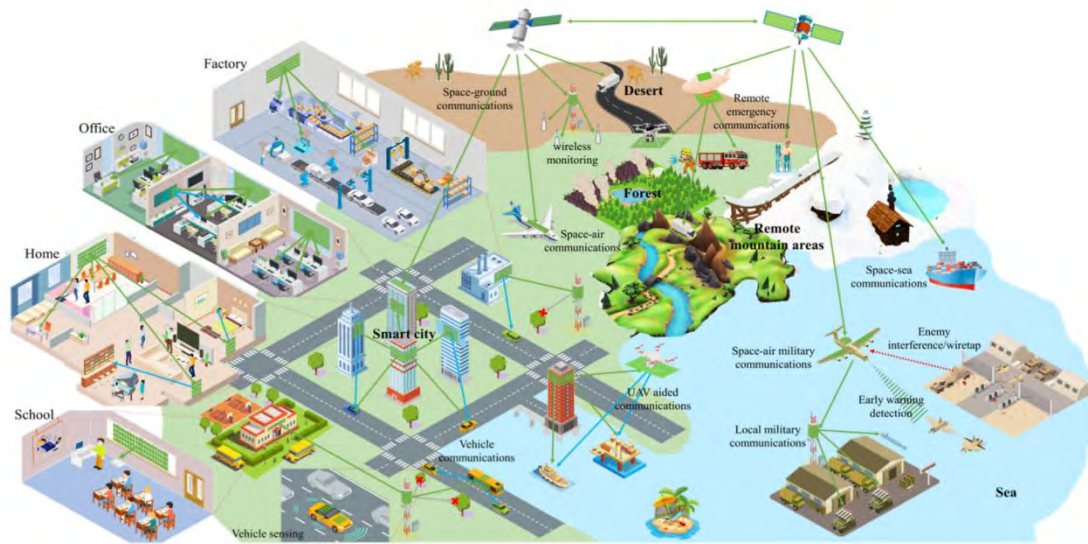 Factory
Office
Home
School
Space-ground
communications
Desert
Remote
emergency
communications
wireless
monitoring
Forest
Space-air
communications
Remote
mountain areas
Space-sea
communications
Smart city
Space-air military
communications
Enemy
interference/wiretap
UAV aided
communications
Early warning
detection
Local military
communications
Vehicle
communications
Sea
Vehicle sensing